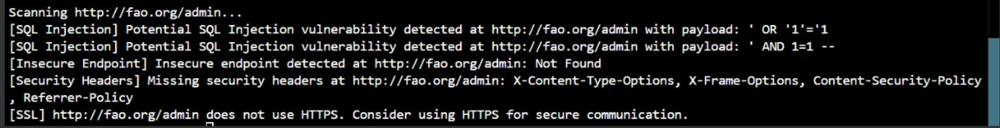 Scanning http://fao.org/admin...
[SQL Injection] Potential SQL Injection vulnerability detected at http://fao.org/admin with payload: ' OR '1'='1
[SQL Injection] Potential SQL Injection vulnerability detected at http://fao.org/admin with payload: ' AND 1=1 --
[Insecure Endpoint] Insecure endpoint detected at http://fao.org/admin: Not Found
[Security Headers] Missing security headers at http://fao.org/admin: X-Content-Type-Options, X-Frame-Options, Content-Security-Policy
, Referrer-Policy
[SSL] http://fao.org/admin does not use HTTPS. Consider using HTTPS for secure communication.